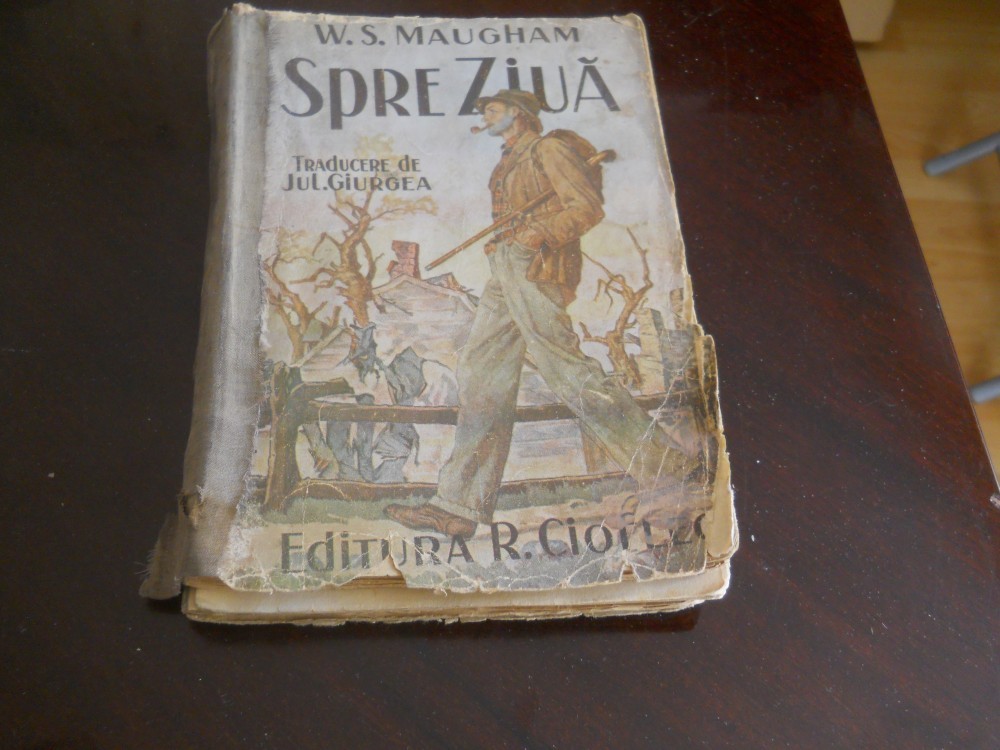 W. S. MAUGHAM
SPRE ZiUĂ
TRADUCERE dE
JUL. GIURGEA
EdiTURA R.